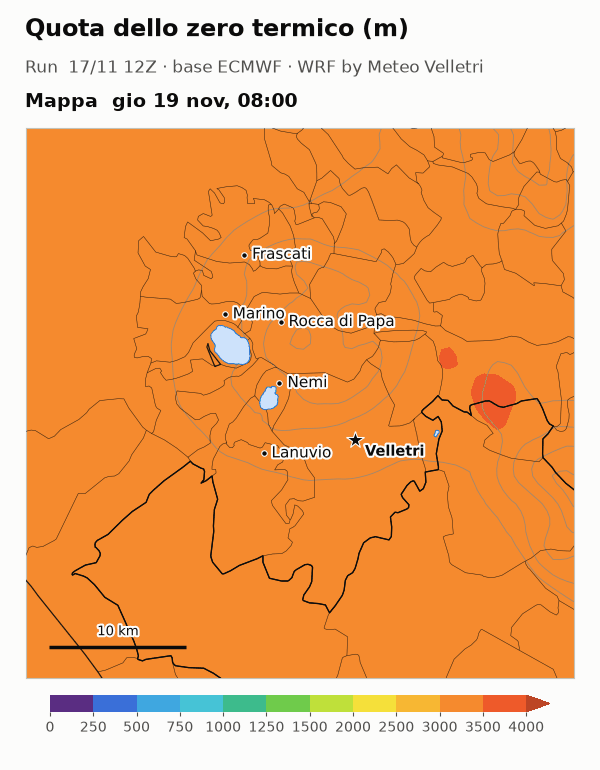 Quota dello zero termico (m)
Run  17/11 12Z · base ECMWF · WRF by Meteo Velletri
Mappa  gio 19 nov, 08:00
Frascati
Marino
Rocca di Papa
Nemi
Velletri
Lanuvio
10 km
0 250 500 750 1000 1250 1500 2000 2500 3000 3500 4000